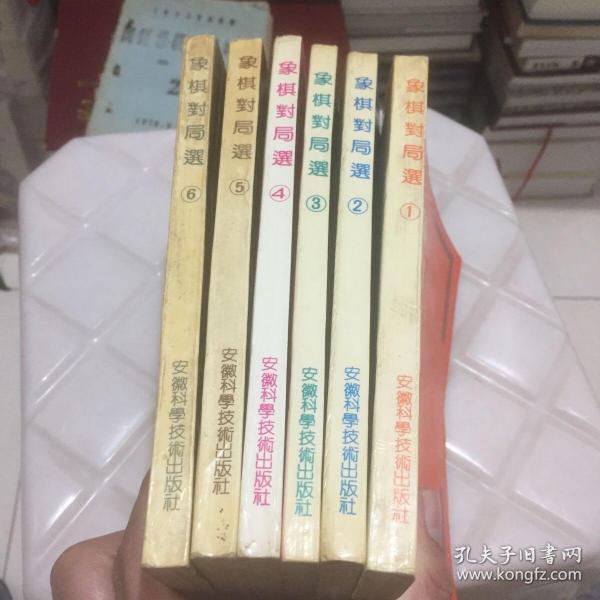 象棋對局選 ⑥
安徽科學技術出版社
象棋對局選 ⑤
安徽科學技術出版社
象棋對局選 ④
安徽科學技術出版社
象棋對局選 ③
安徽科學技術出版社
象棋對局選 ②
安徽科學技術出版社
象棋對局選 ①
安徽科學技術出版社
孔夫子旧書网
www.kongfz.com